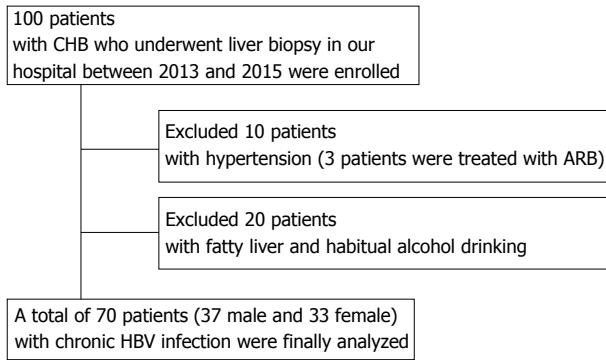 100 patients
with CHB who underwent liver biopsy in our
hospital between 2013 and 2015 were enrolled
Excluded 10 patients
with hypertension (3 patients were treated with ARB)
Excluded 20 patients
with fatty liver and habitual alcohol drinking
A total of 70 patients (37 male and 33 female)
with chronic HBV infection were finally analyzed